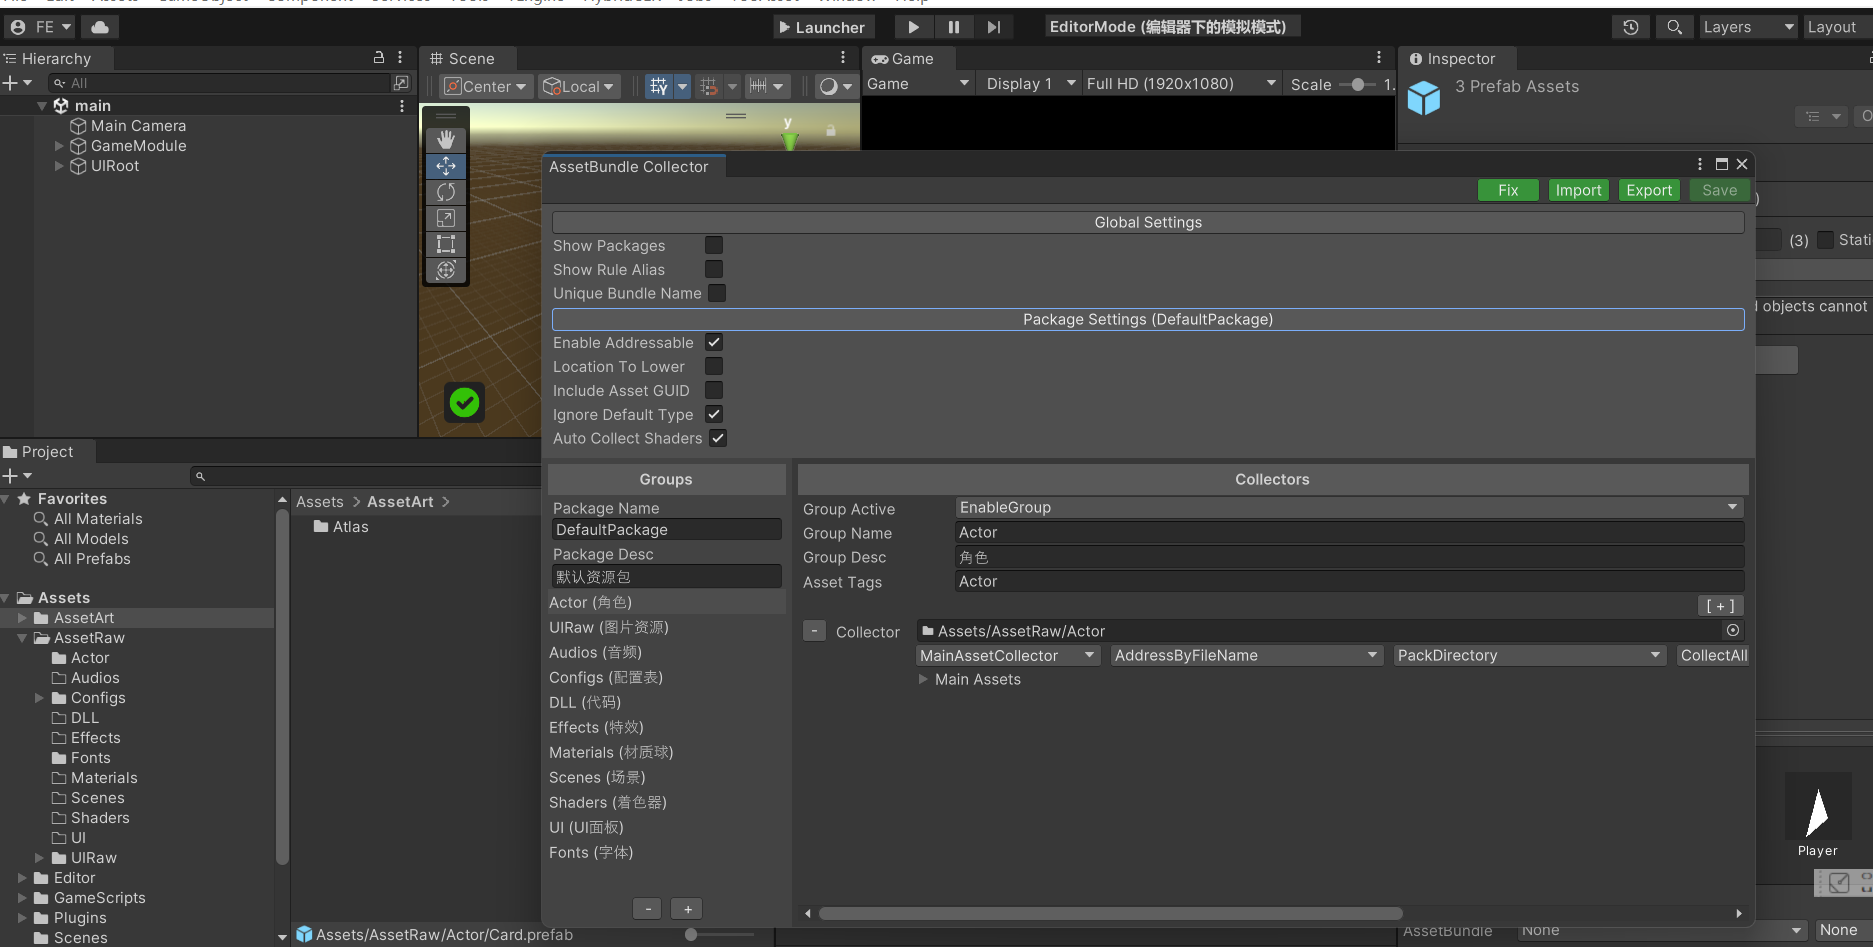 FE
Launcher
EditorMode (编辑器下的模拟模式)
Layers
Layout
Hierarchy
All
main
Main Camera
GameModule
UIRoot
Scene
Center
Local
y
Game
Game
Display 1
Full HD (1920x1080)
Scale
1.
Inspector
3 Prefab Assets
(3)
Stati
objects cannot
AssetBundle Collector
Fix
Import
Export
Save
Global Settings
Show Packages
Show Rule Alias
Unique Bundle Name
Package Settings (DefaultPackage)
Enable Addressable
Location To Lower
Include Asset GUID
Ignore Default Type
Auto Collect Shaders
Groups
Package Name
DefaultPackage
Package Desc
默认资源包
Actor (角色)
UIRaw (图片资源)
Audios (音频)
Configs (配置表)
DLL (代码)
Effects (特效)
Materials (材质球)
Scenes (场景)
Shaders (着色器)
UI (UI面板)
Fonts (字体)
-
+
Collectors
Group Active
EnableGroup
Group Name
Actor
Group Desc
角色
Asset Tags
Actor
[ + ]
-
Collector
Assets/AssetRaw/Actor
MainAssetCollector
AddressByFileName
PackDirectory
CollectAll
Main Assets
Project
Favorites
All Materials
All Models
All Prefabs
Assets
AssetArt
AssetRaw
Actor
Audios
Configs
DLL
Effects
Fonts
Materials
Scenes
Shaders
UI
UIRaw
Editor
GameScripts
Plugins
Scenes
Assets > AssetArt >
Atlas
Assets/AssetRaw/Actor/Card.prefab
Player
AssetBundle
None
None